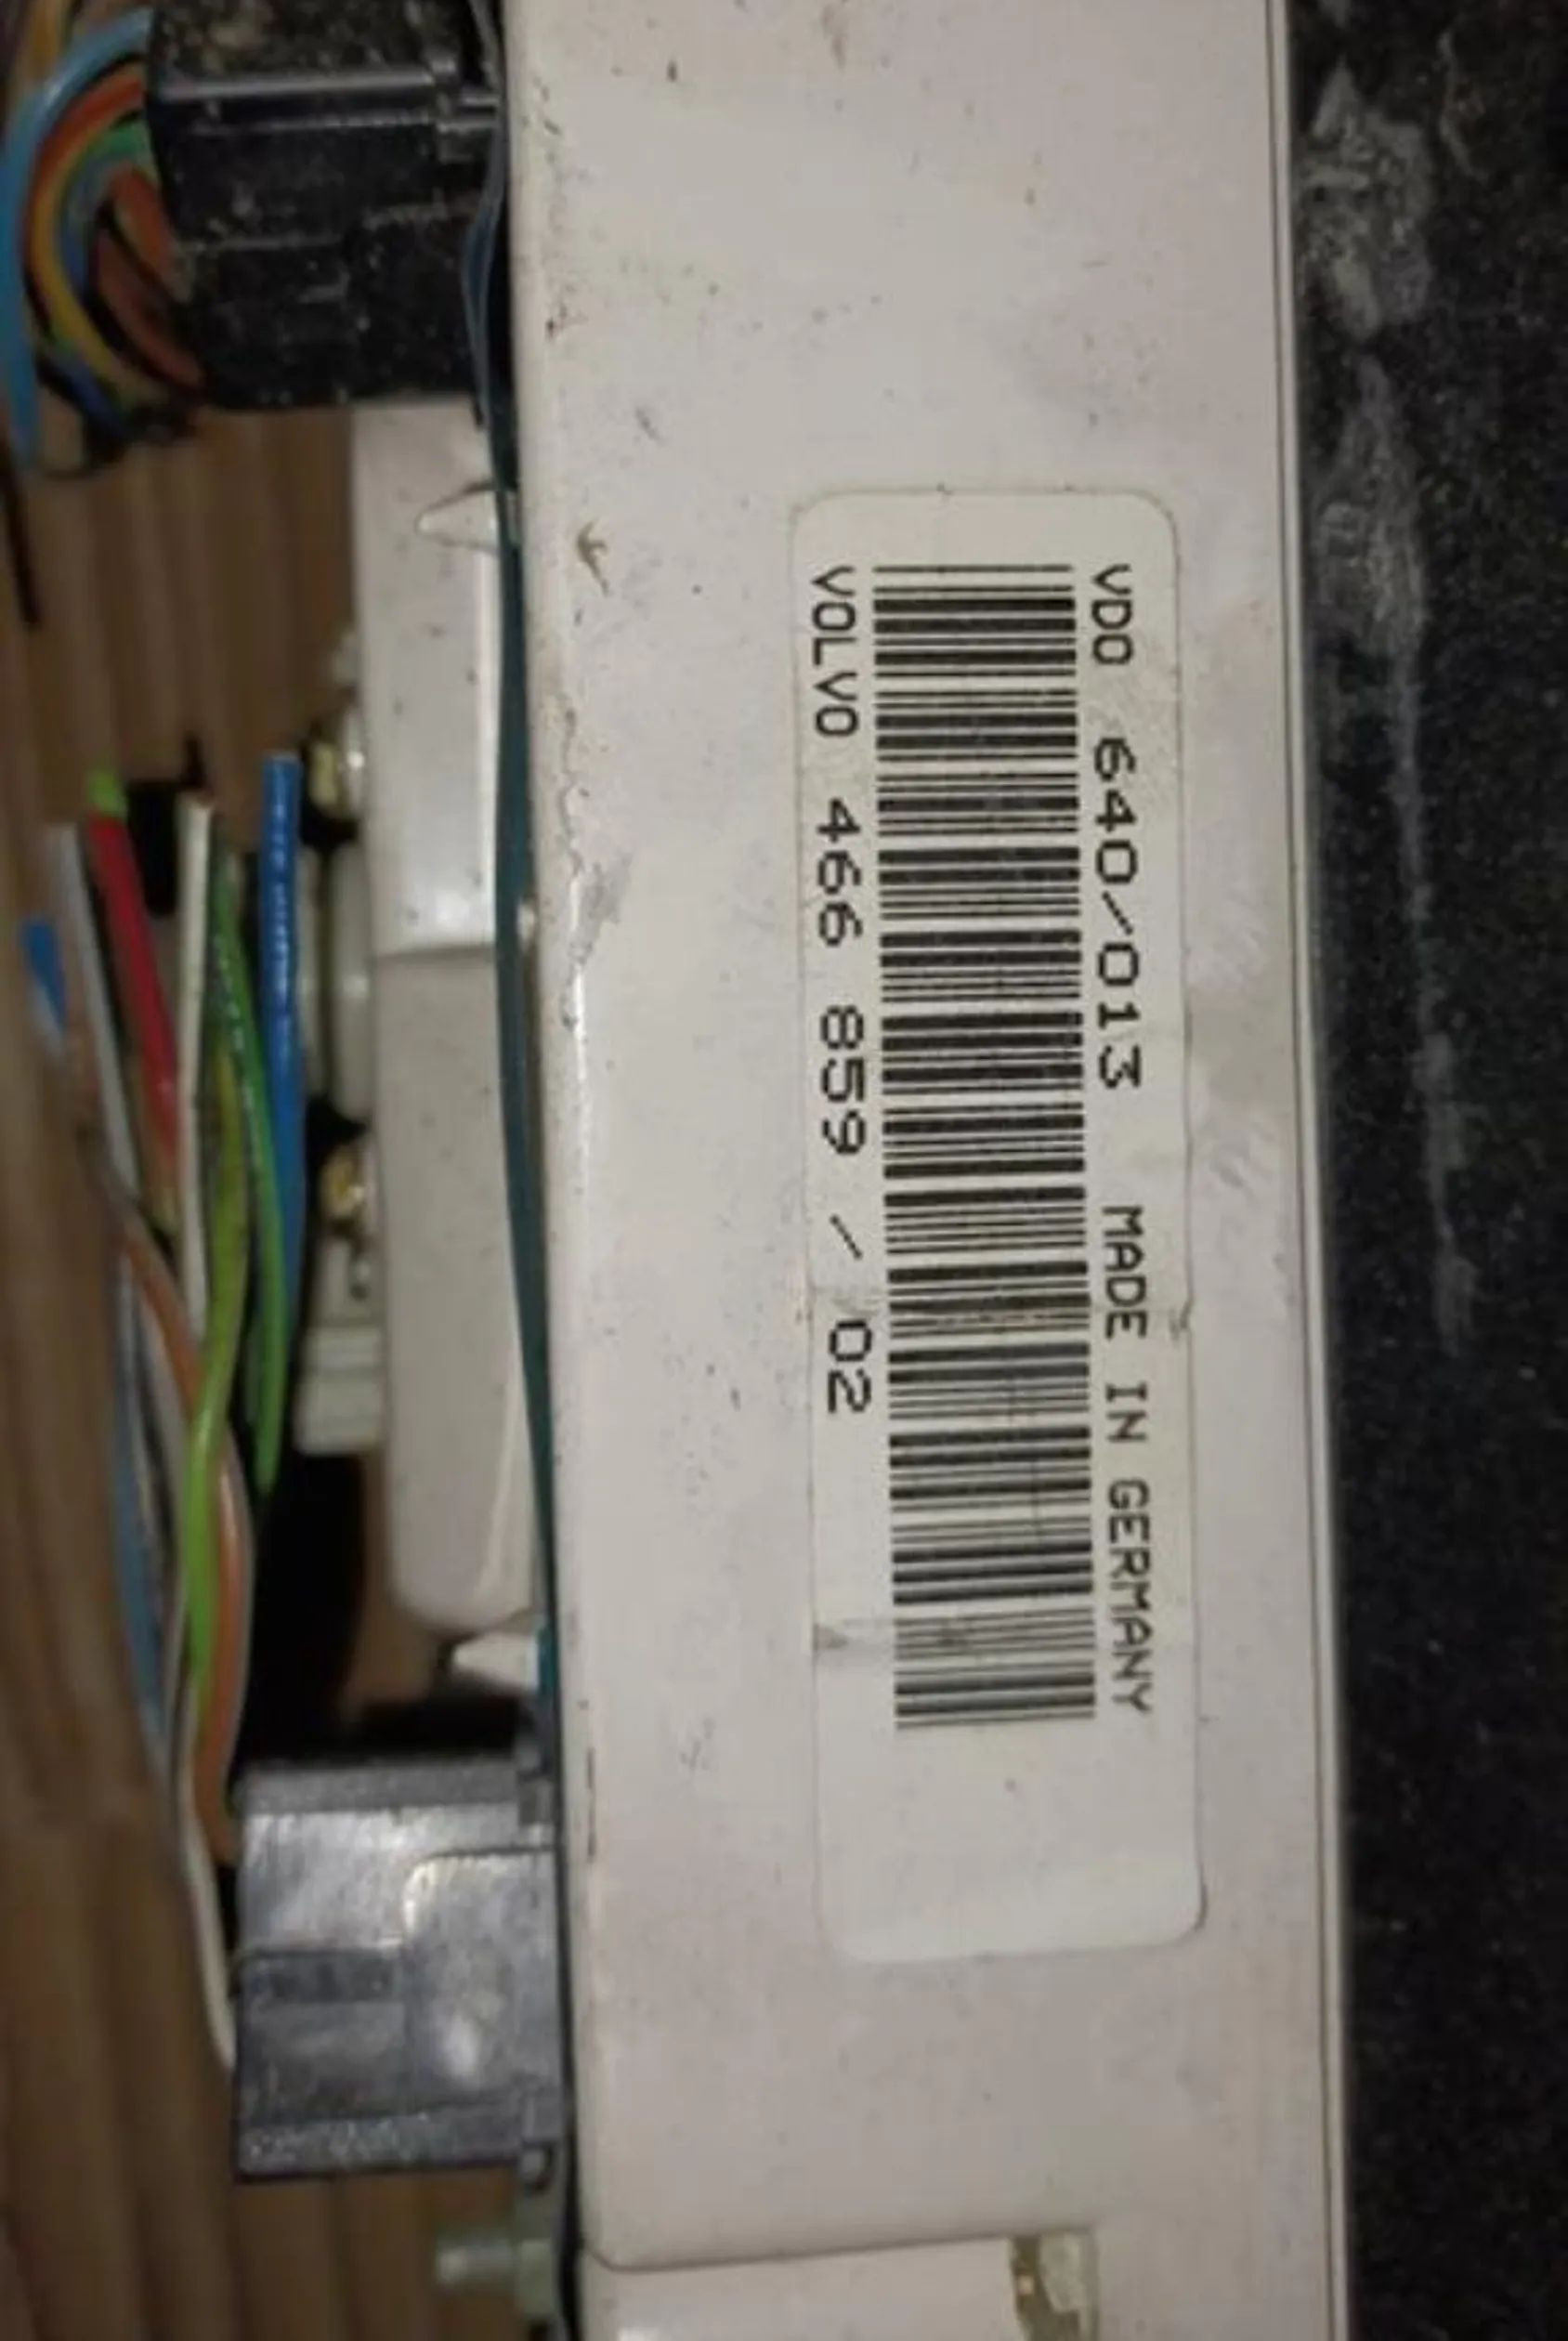 VDO 640/013 MADE IN GERMANY
VOLVO 466 859 / 02